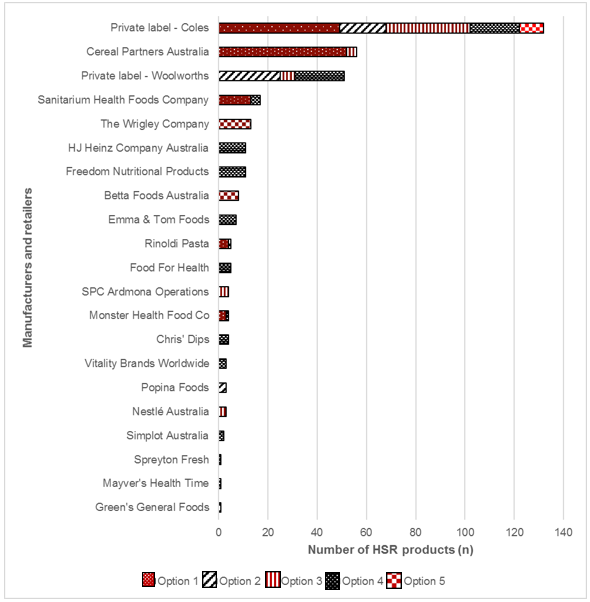 Manufacturers and retailers
Private label - Coles
Cereal Partners Australia
Private label - Woolworths
Sanitarium Health Foods Company
The Wrigley Company
HJ Heinz Company Australia
Freedom Nutritional Products
Betta Foods Australia
Emma & Tom Foods
Rinoldi Pasta
Food For Health
SPC Ardmona Operations
Monster Health Food Co
Chris' Dips
Vitality Brands Worldwide
Popina Foods
Nestlé Australia
Simplot Australia
Spreyton Fresh
Mayver's Health Time
Green's General Foods
0 20 40 60 80 100 120 140
Number of HSR products (n)
Option 1 Option 2 Option 3 Option 4 Option 5